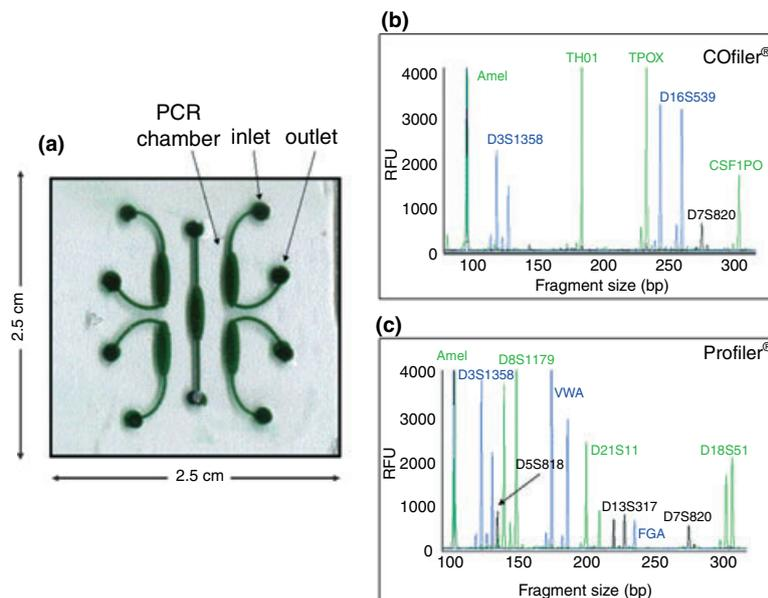 (a)
PCR
chamber inlet outlet
2.5 cm
2.5 cm
(b)
COfiler®
Amel
TH01
TPOX
D16S539
D3S1358
CSF1PO
D7S820
RFU
4000
3000
2000
1000
0
100 150 200 250 300
Fragment size (bp)
(c)
Profiler®
Amel
D8S1179
D3S1358
VWA
D21S11
D18S51
D5S818
D13S317
D7S820
FGA
RFU
4000
3000
2000
1000
0
100 150 200 250 300
Fragment size (bp)